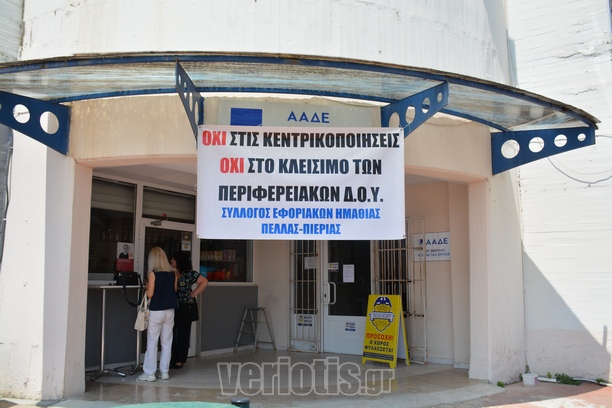 ΑΑΔΕ
ΟΧΙ ΣΤΙΣ ΚΕΝΤΡΙΚΟΠΟΙΗΣΕΙΣ
ΟΧΙ ΣΤΟ ΚΛΕΙΣΙΜΟ ΤΩΝ
ΠΕΡΙΦΕΡΕΙΑΚΩΝ Δ.Ο.Υ.
ΣΥΛΛΟΓΟΣ ΕΦΟΡΙΑΚΩΝ ΗΜΑΘΙΑΣ
ΠΕΛΛΑΣ-ΠΙΕΡΙΑΣ
ΑΑΔΕ
ΠΡΟΣΟΧΗ!
Ο ΧΩΡΟΣ
ΦΥΛΑΣΣΕΤΑΙ
veriotis.gr